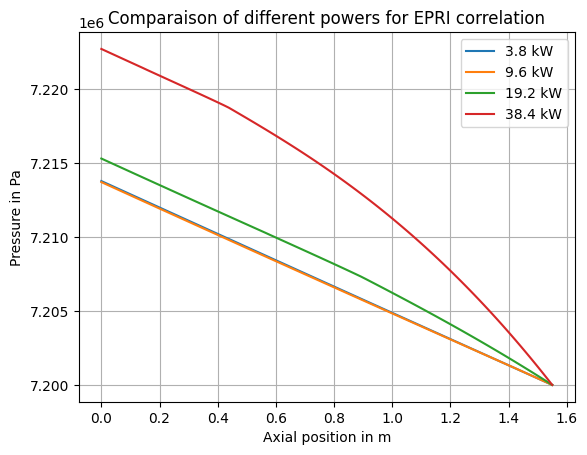 Comparaison of different powers for EPRI correlation
1e6
3.8 kW
9.6 kW
19.2 kW
38.4 kW
7.220
7.215
7.210
7.205
7.200
Pressure in Pa
0.0 0.2 0.4 0.6 0.8 1.0 1.2 1.4 1.6
Axial position in m